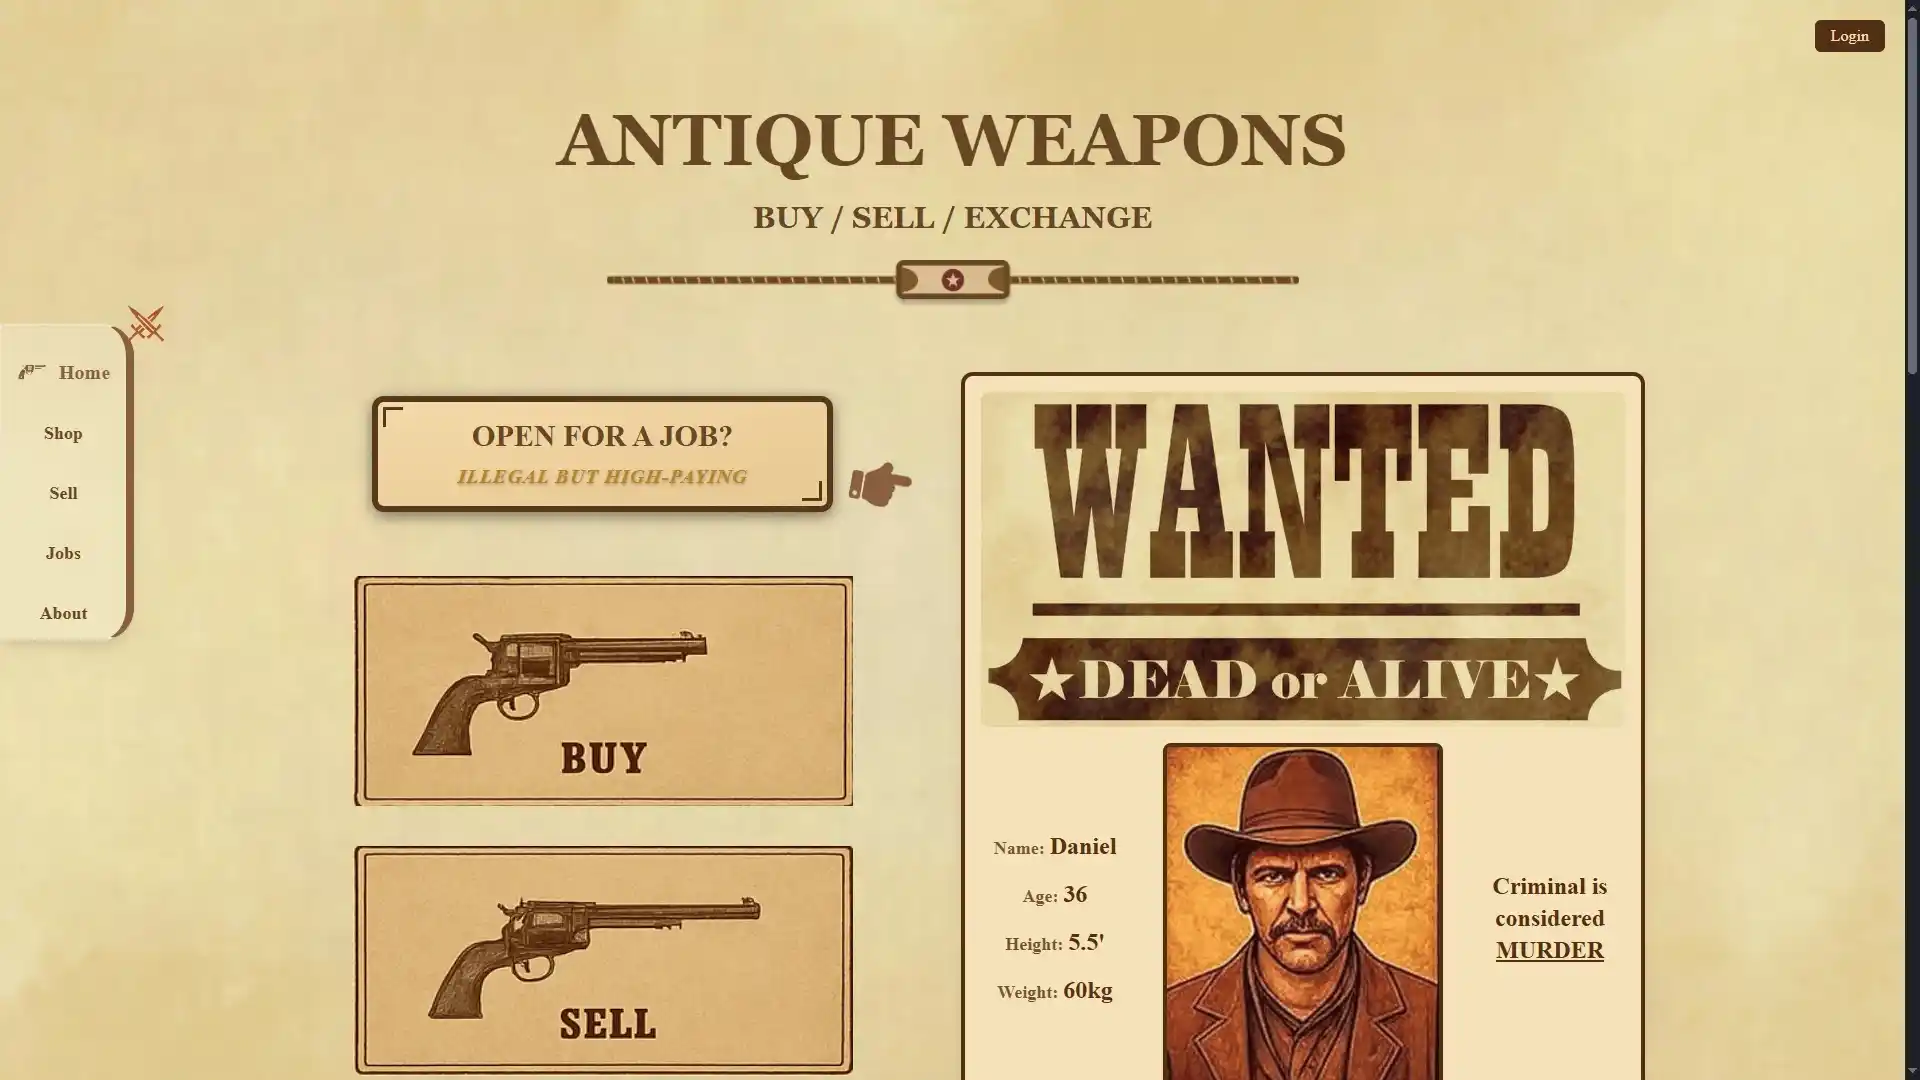 Login
ANTIQUE WEAPONS
BUY / SELL / EXCHANGE
Home
Shop
Sell
Jobs
About
OPEN FOR A JOB?
ILLEGAL BUT HIGH-PAYING
BUY
SELL
WANTED
★DEAD or ALIVE★
Name: Daniel
Age: 36
Height: 5.5'
Weight: 60kg
Criminal is
considered
MURDER